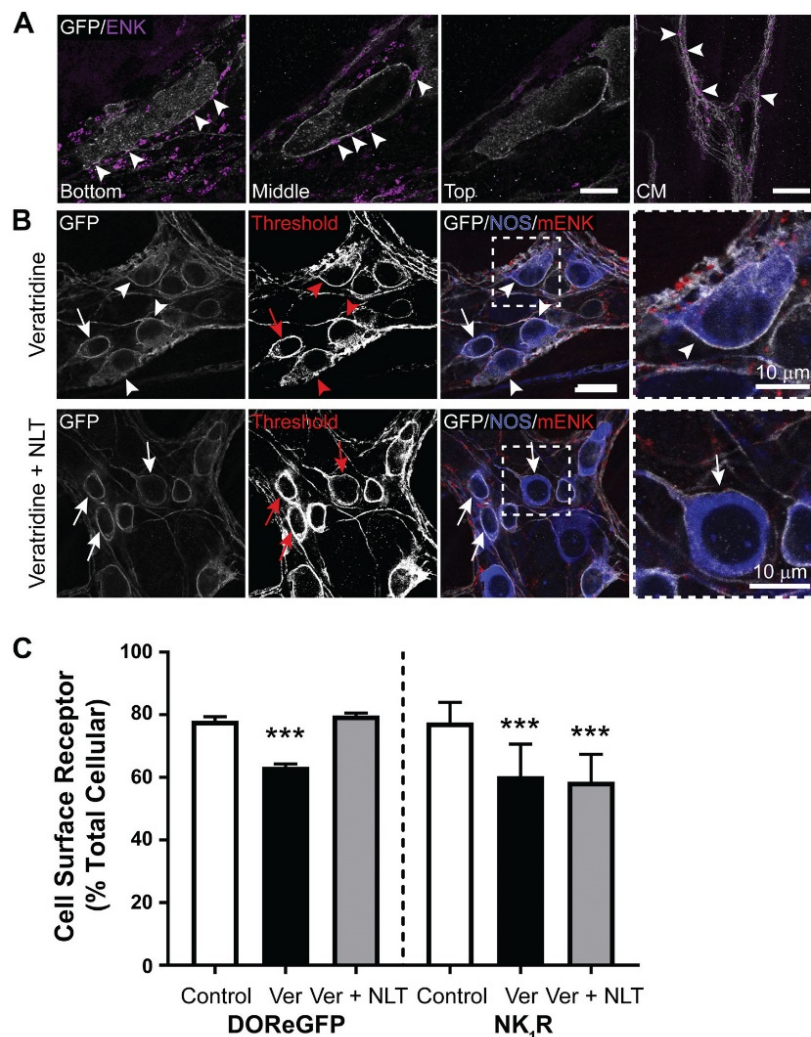 A
GFP/ENK
Bottom
Middle
Top
CM
B
Veratridine
GFP
Threshold
GFP/NOS/mENK
10 μm
Veratridine + NLT
GFP
Threshold
GFP/NOS/mENK
10 μm
C
Cell Surface Receptor
(% Total Cellular)
100
80
60
40
20
0
***
***
***
Control Ver Ver + NLT Control Ver Ver + NLT
DOReGFP NK₁R